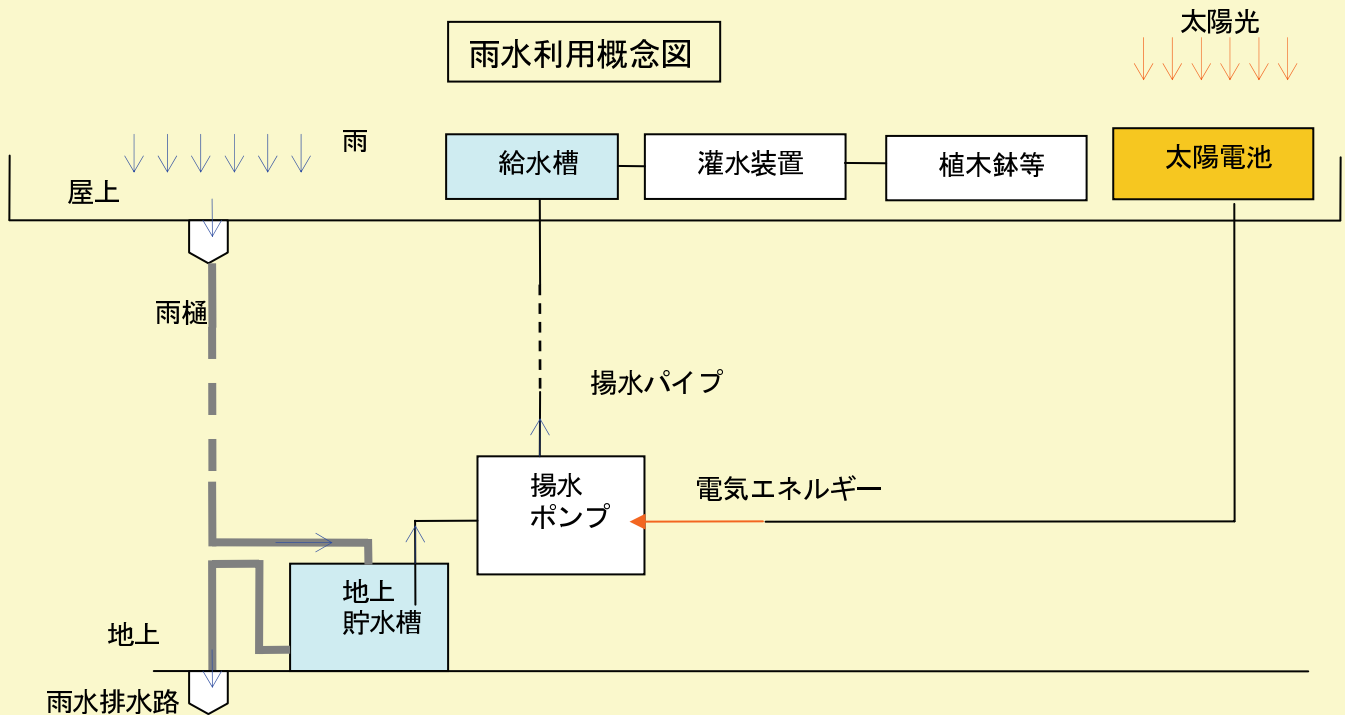 太陽光
雨水利用概念図
雨
給水槽
灌水装置
植木鉢等
太陽電池
屋上
雨樋
揚水パイプ
揚水
ポンプ
電気エネルギー
地上
貯水槽
地上
雨水排水路